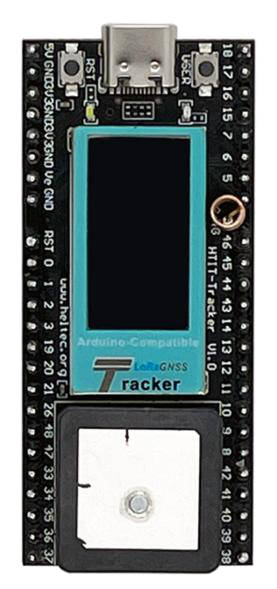 RST
USER
5V
GND
3V3
GND
3V3
GND
3V3
GND
Ve
GND
RST
0
1
2
3
19
20
21
26
48
47
33
34
35
36
37
18
17
16
15
7
6
5
46
45
44
43
14
13
12
11
10
9
8
42
41
40
39
38
www.heltec.org
HTIT-Tracker V1.0
Arduino-Compatible
LoRa GNSS
Tracker